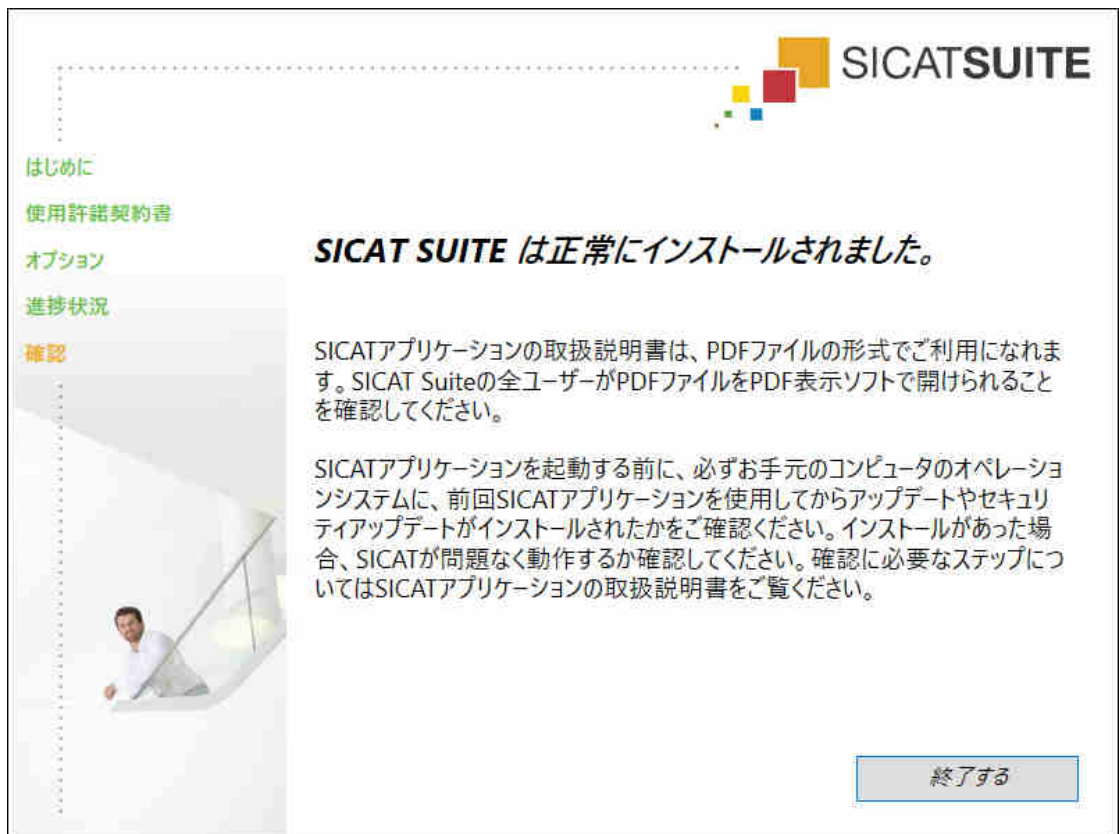 SICATSUITE
はじめに
使用許諾契約書
オプション
進捗状況
確認
SICAT SUITE は正常にインストールされました。
SICATアプリケーションの取扱説明書は、PDFファイルの形式でご利用になれま
す。SICAT Suiteの全ユーザーがPDFファイルをPDF表示ソフトで開けられること
を確認してください。
SICATアプリケーションを起動する前に、必ずお手元のコンピュータのオペレーショ
ンシステムに、前回SICATアプリケーションを使用してからアップデートやセキュリ
ティアップデートがインストールされたかをご確認ください。インストールがあった場
合、SICATが問題なく動作するか確認してください。確認に必要なステップにつ
いてはSICATアプリケーションの取扱説明書をご覧ください。
終了する